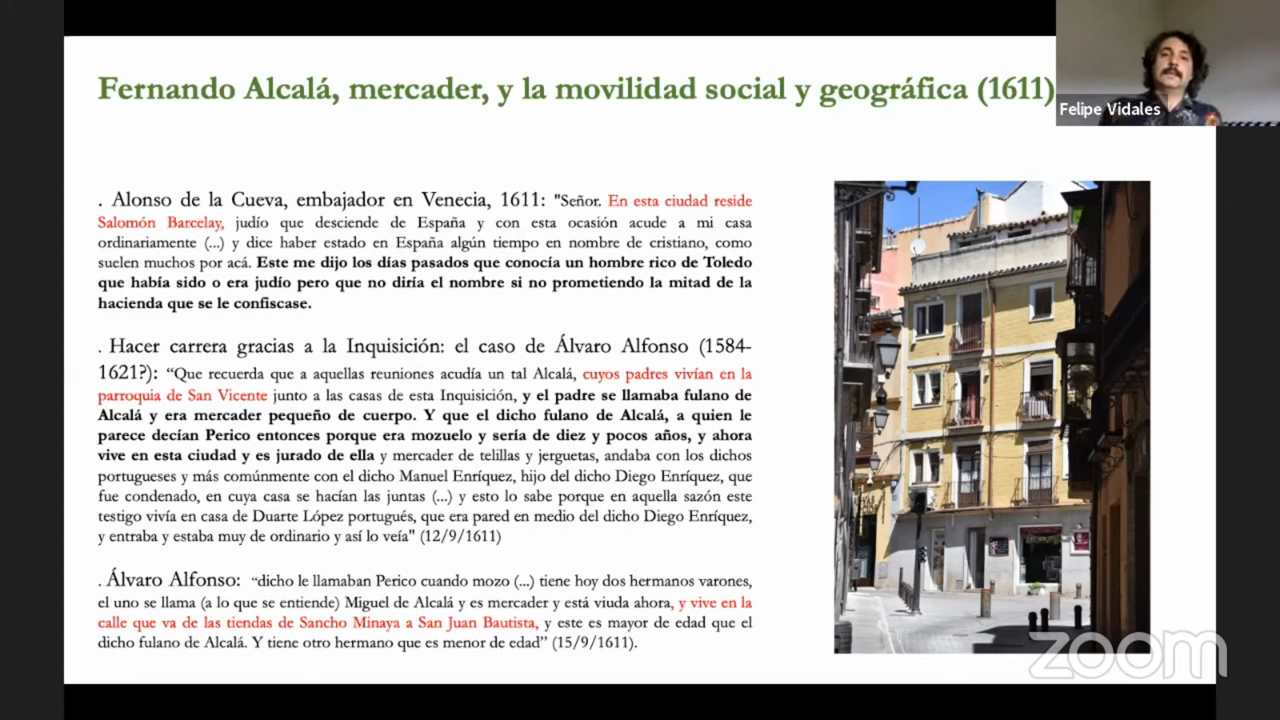 Fernando Alcalá, mercader, y la movilidad social y geográfica (1611)
Felipe Vidales
. Alonso de la Cueva, embajador en Venecia, 1611: "Señor. En esta ciudad reside
Salomón Barcelay, judío que desciende de España y con esta ocasión acude a mi casa
ordinariamente (...) y dice haber estado en España algún tiempo en nombre de cristiano, como
suelen muchos por acá. Este me dijo los días pasados que conocía un hombre rico de Toledo
que había sido o era judío pero que no diría el nombre si no prometiendo la mitad de la
hacienda que se le confiscase.
. Hacer carrera gracias a la Inquisición: el caso de Álvaro Alfonso (1584-
1621?): “Que recuerda que a aquellas reuniones acudía un tal Alcalá, cuyos padres vivían en la
parroquia de San Vicente junto a las casas de esta Inquisición, y el padre se llamaba fulano de
Alcalá y era mercader pequeño de cuerpo. Y que el dicho fulano de Alcalá, a quien le
parece decían Perico entonces porque era mozuelo y sería de diez y pocos años, y ahora
vive en esta ciudad y es jurado de ella y mercader de telillas y jerguetas, andaba con los dichos
portugueses y más comúnmente con el dicho Manuel Enríquez, hijo del dicho Diego Enríquez, que
fue condenado, en cuya casa se hacían las juntas (...) y esto lo sabe porque en aquella sazón este
testigo vivía en casa de Duarte López portugués, que era pared en medio del dicho Diego Enríquez,
y entraba y estaba muy de ordinario y así lo veía" (12/9/1611)
. Álvaro Alfonso: “dicho le llamaban Perico cuando mozo (...) tiene hoy dos hermanos varones,
el uno se llama (a lo que se entiende) Miguel de Alcalá y es mercader y está viuda ahora, y vive en la
calle que va de las tiendas de Sancho Minaya a San Juan Bautista, y este es mayor de edad que el
dicho fulano de Alcalá. Y tiene otro hermano que es menor de edad” (15/9/1611).
zoom